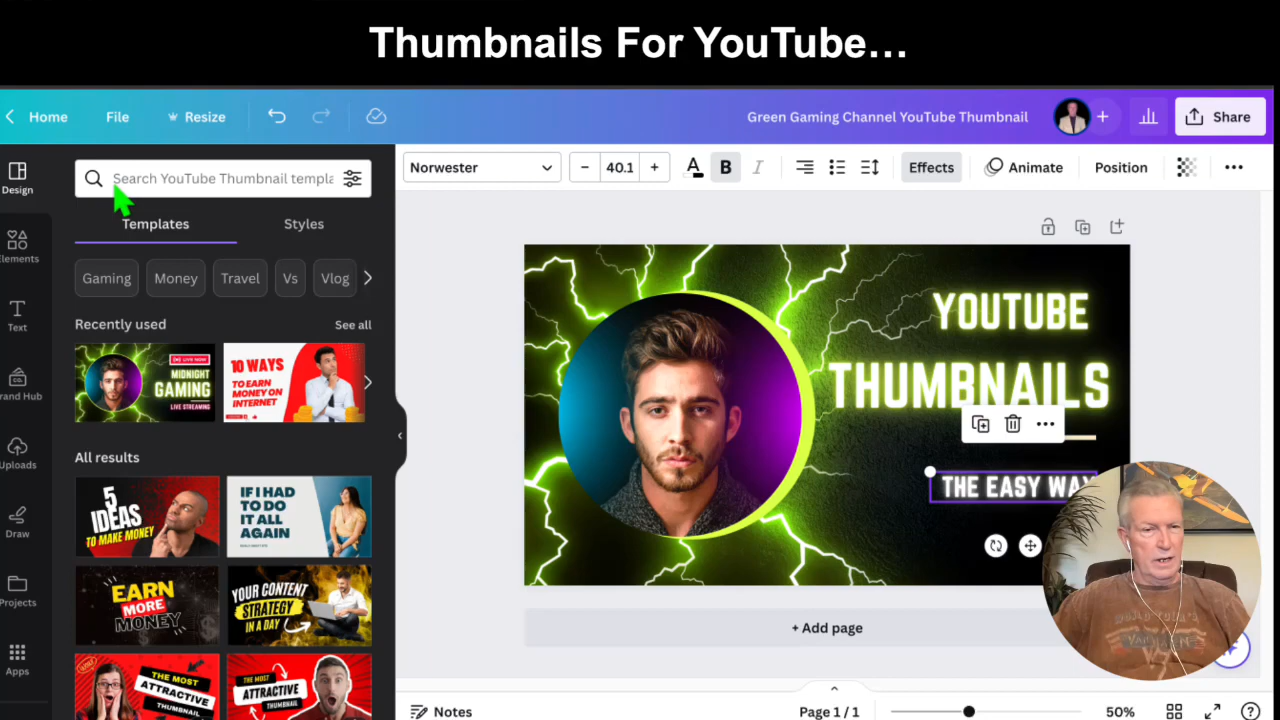 Thumbnails For YouTube…
Home File Resize
Green Gaming Channel YouTube Thumbnail
Share
Design
Search YouTube Thumbnail templa
Norwester
40.1
A B I
Effects
Animate
Position
Templates Styles
Elements
Gaming Money Travel Vs Vlog
Text
Recently used See all
LIVE NOW
MIDNIGHT
GAMING
LIVE STREAMING
10 WAYS
TO EARN
MONEY ON
INTERNET
rand Hub
Uploads
All results
5
IDEAS
TO MAKE MONEY
IF I HAD
TO DO
IT ALL
AGAIN
Draw
Projects
EARN
MORE
MONEY
YOUR CONTENT
STRATEGY
IN A DAY
Apps
THE MOST
ATTRACTIVE
THUMBNAIL
THE MOST
ATTRACTIVE
THUMBNAIL
YOUTUBE
THUMBNAILS
THE EASY WAY
+ Add page
Notes
Page 1 / 1
50%